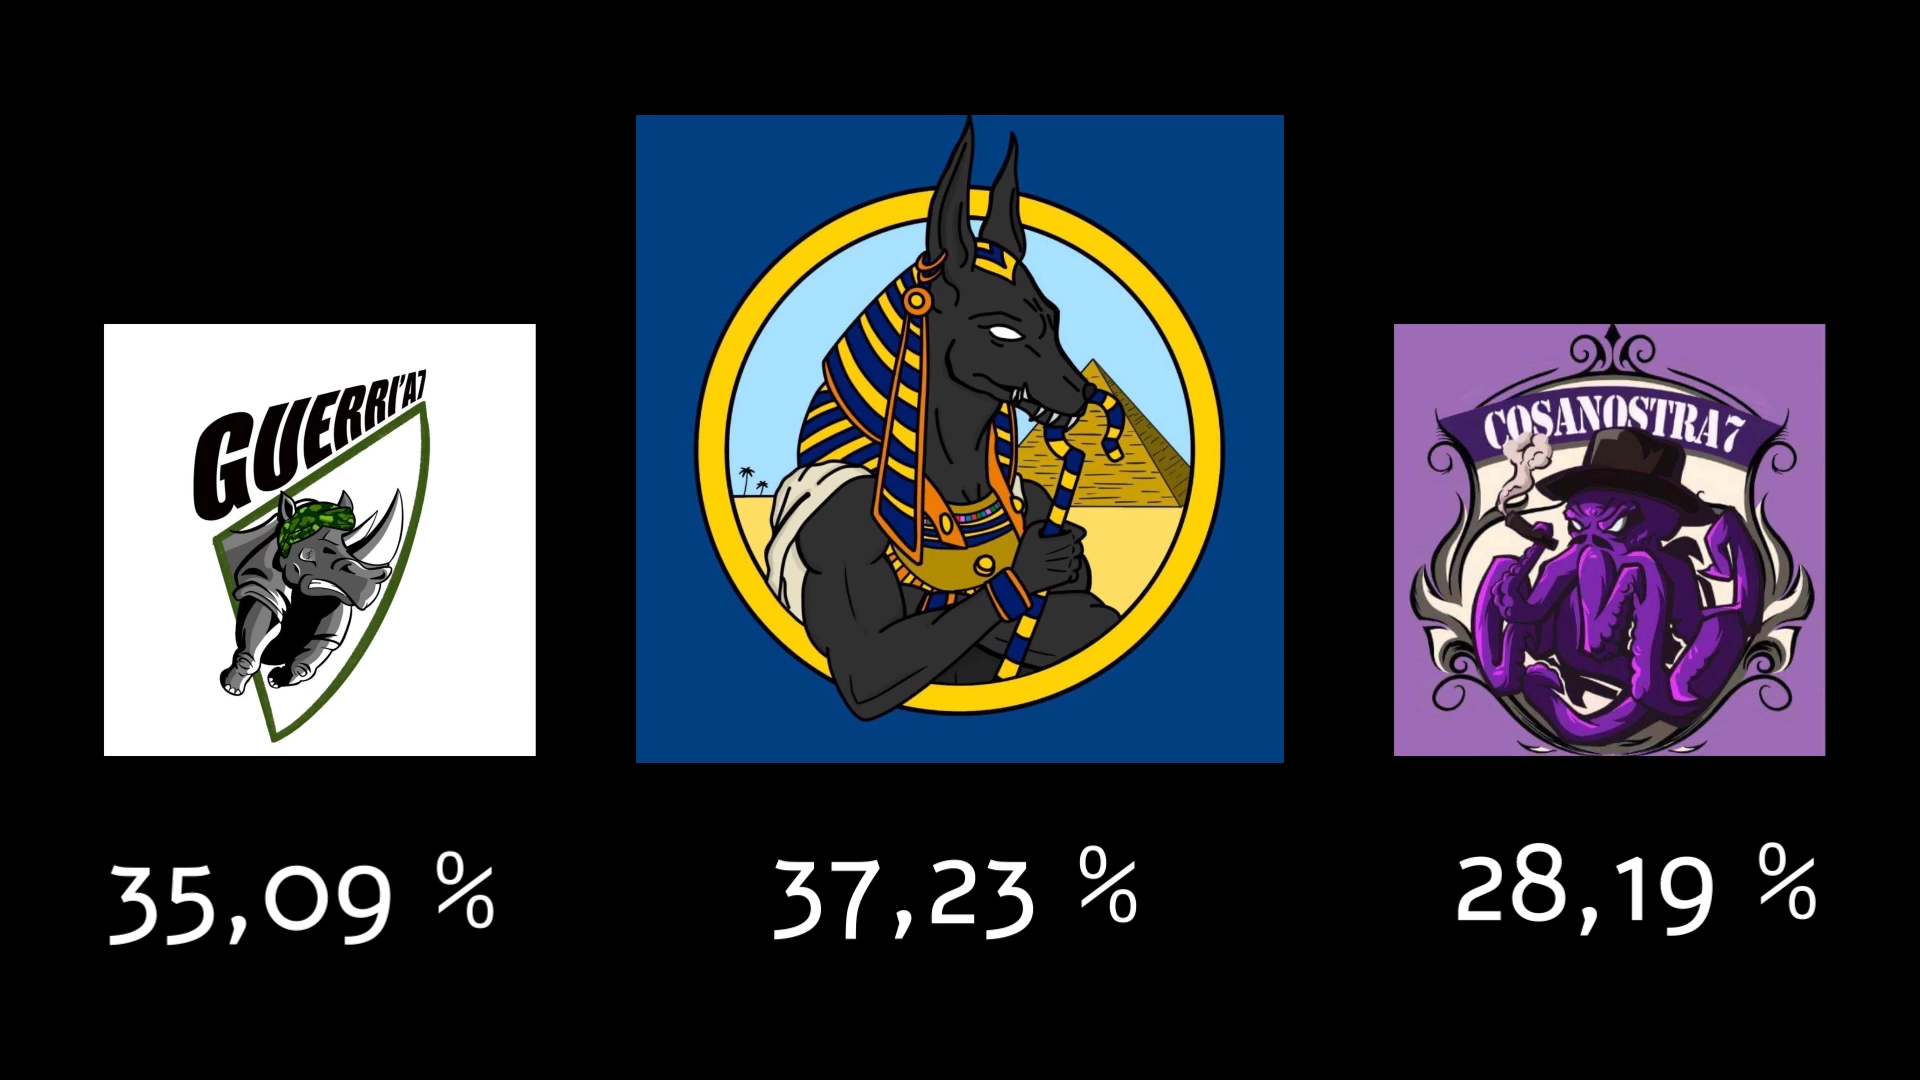 GUERRI'A7
COSANOSTRA7
35,09 %
37,23 %
28,19 %